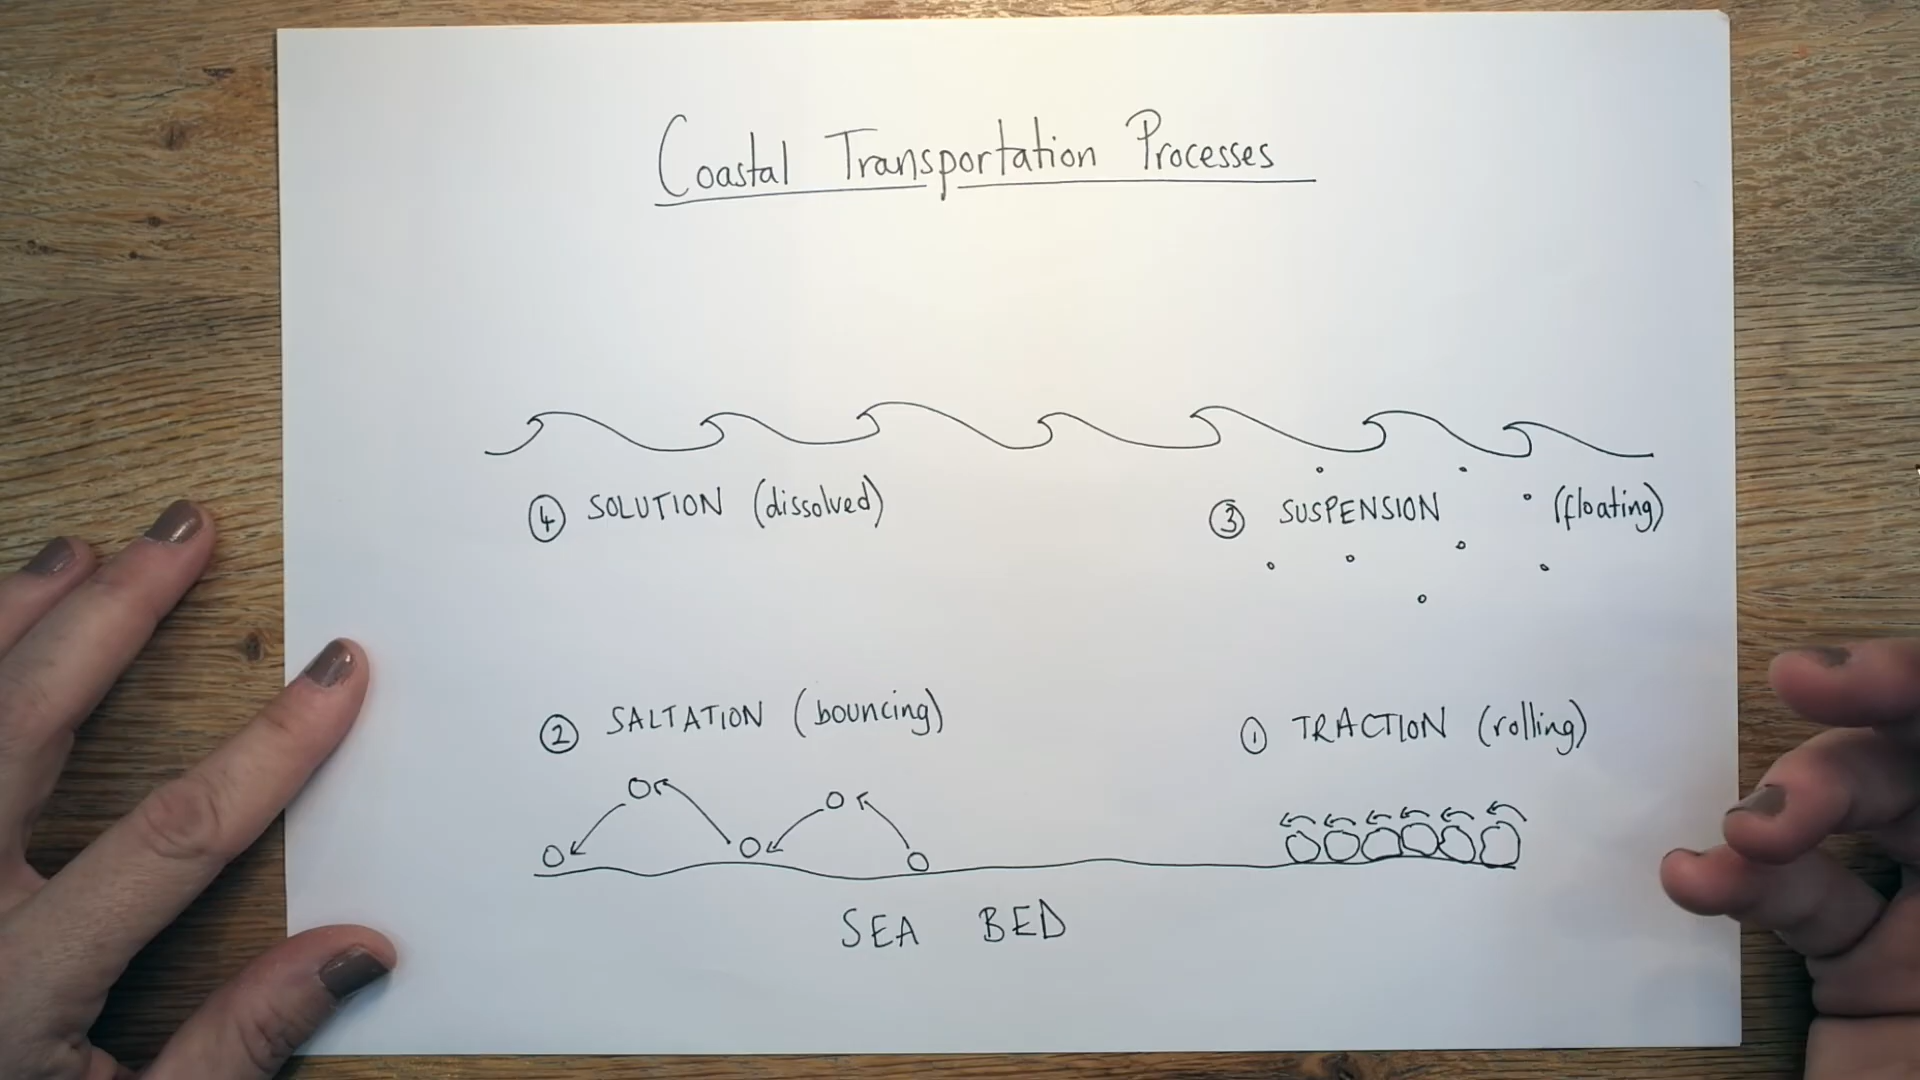 Coastal Transportation Processes
④ SOLUTION (dissolved)
③ SUSPENSION (floating)
② SALTATION (bouncing)
① TRACTION (rolling)
SEA BED